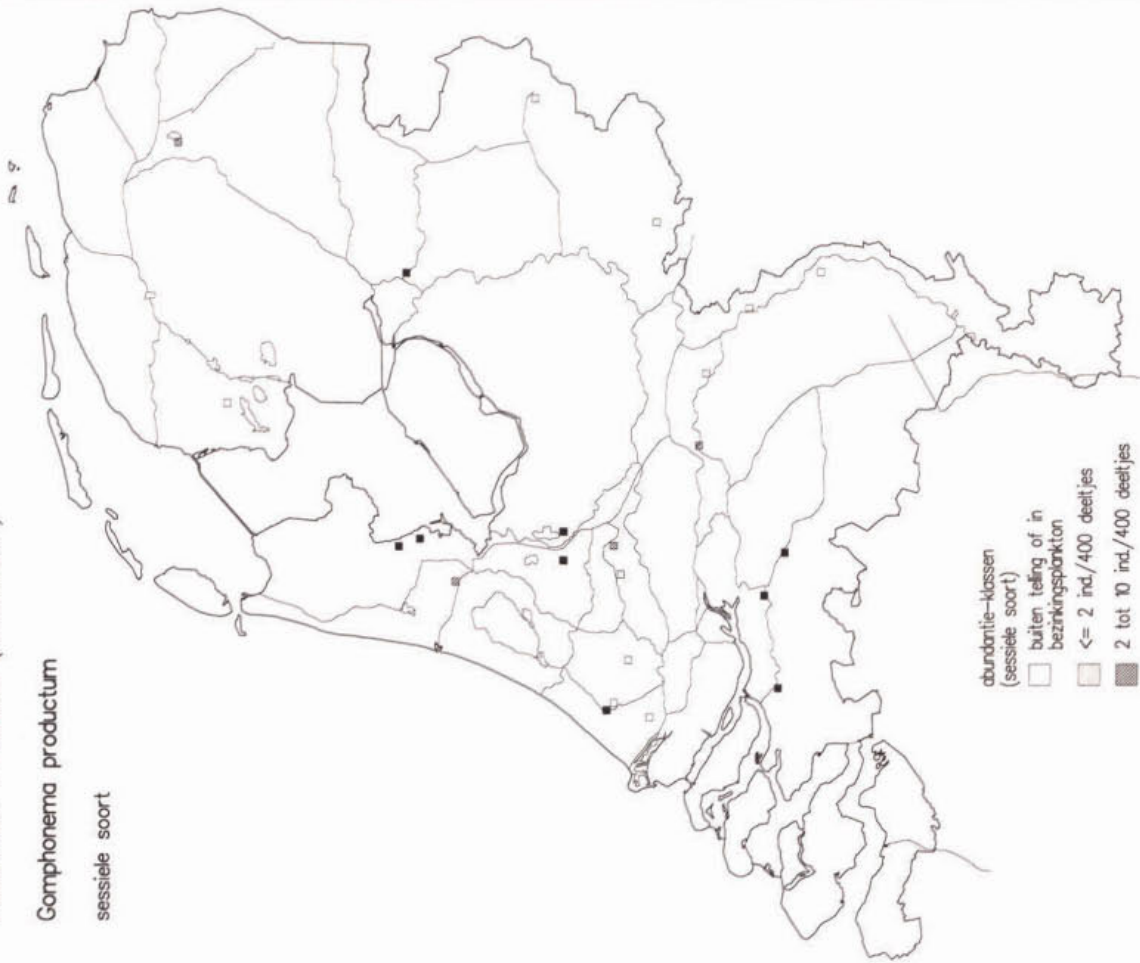 Gomphonema productum
sessiele soort
abundantie-klassen
(sessiele soort)
buiten telling of in
bezinkingsplankton
<= 2 ind./400 deeltjes
2 tot 10 ind./400 deeltjes